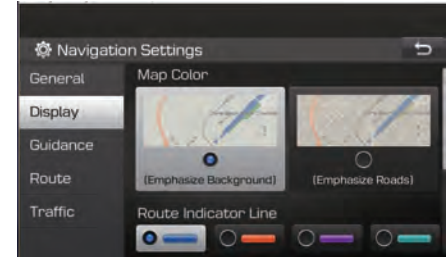 Navigation Settings
General
Map Color
Display
Guidance
(Emphasize Background)
(Emphasize Roads)
Route
Traffic
Route Indicator Line